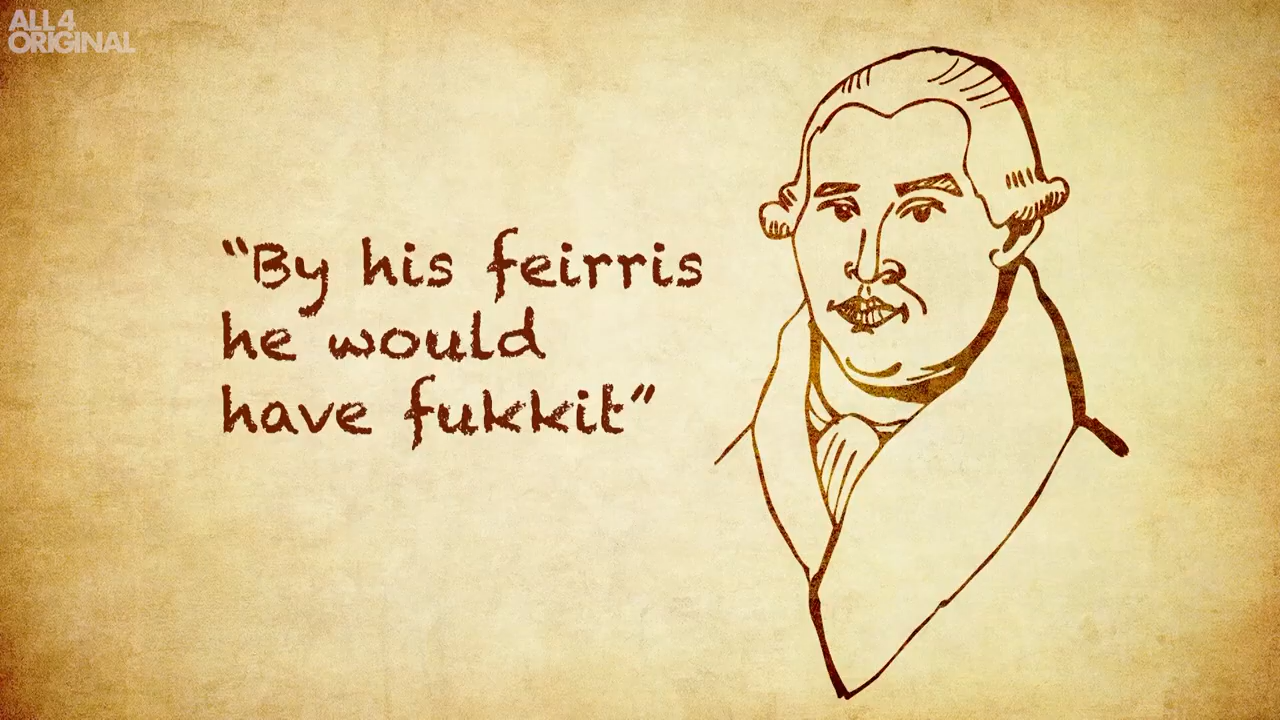 ALL 4
ORIGINAL
“By his feirris
he would
have fukkit”